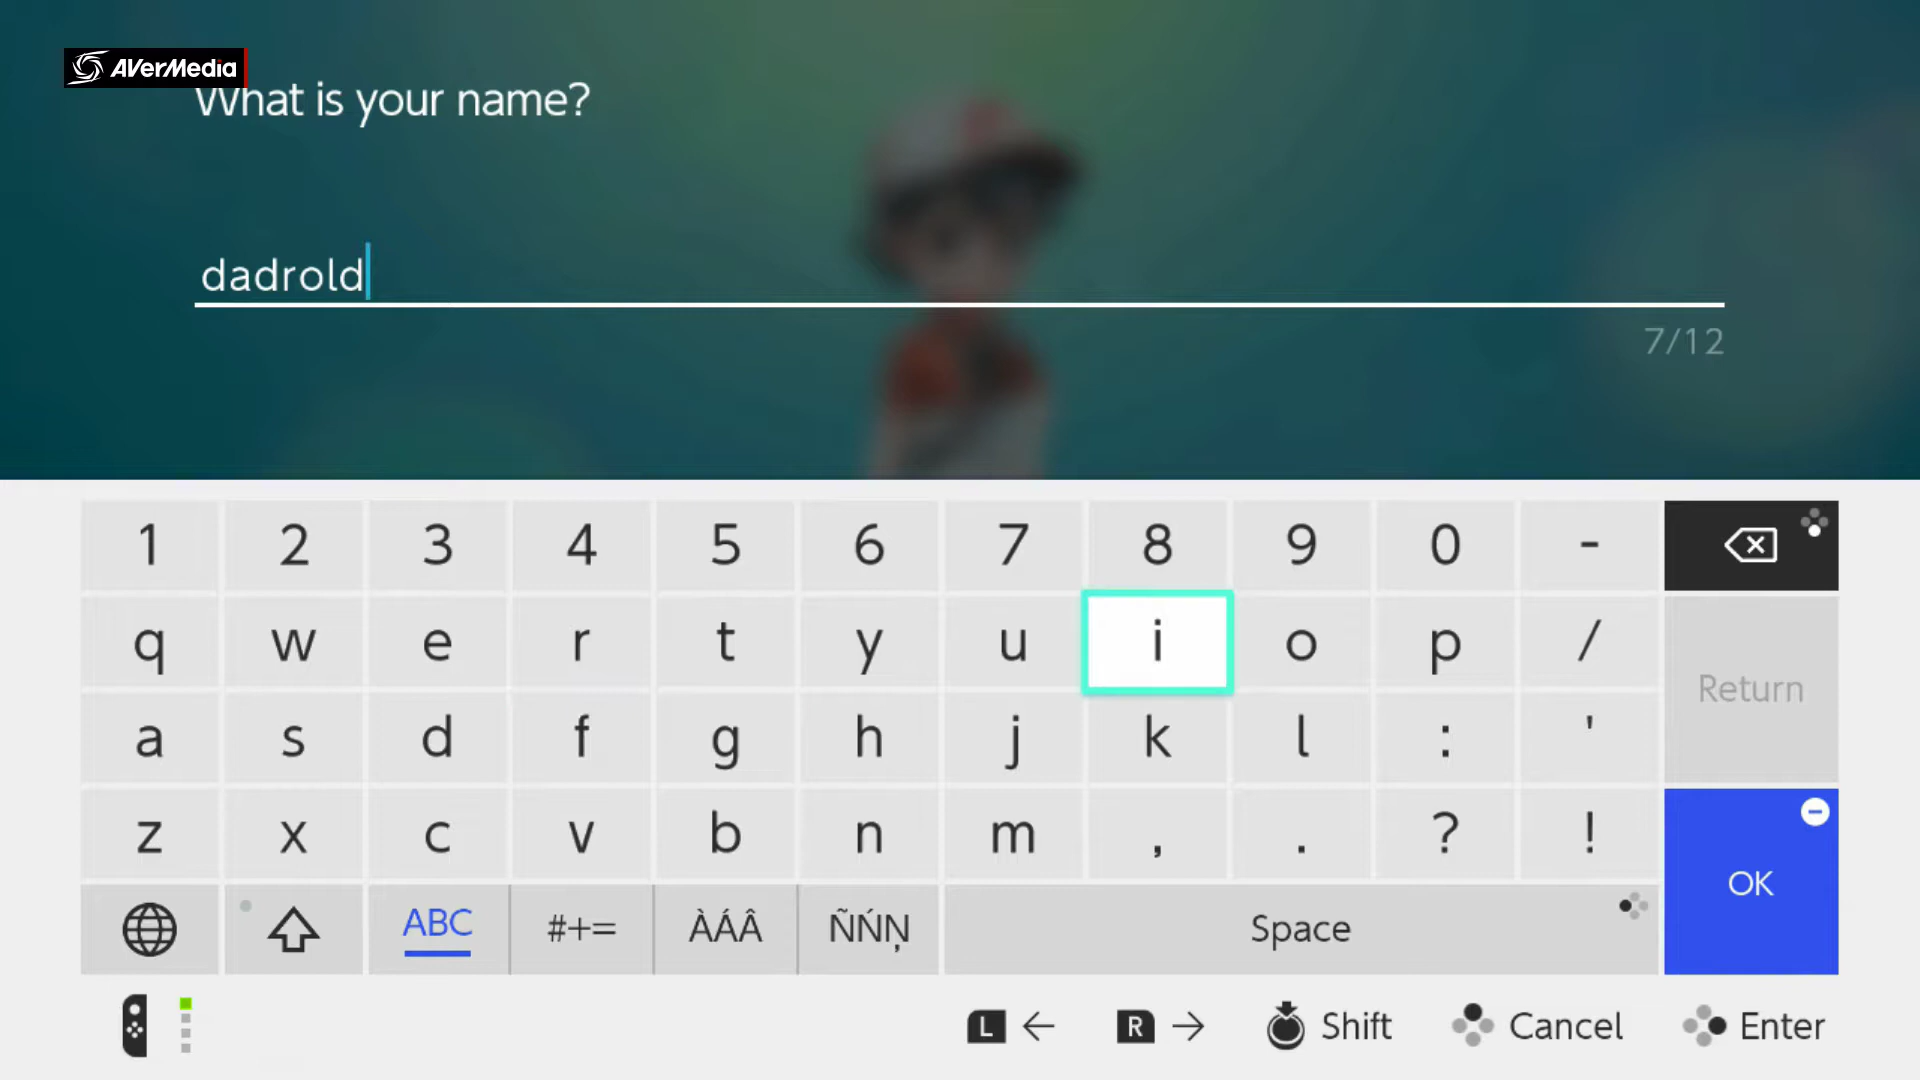 AVerMedia
What is your name?
dadrold
7/12
1 2 3 4 5 6 7 8 9 0 -
q w e r t y u i o p /
Return
a s d f g h j k l : '
z x c v b n m , . ? !
OK
ABC #+= ÀÁÂ ÑŃŅ Space
L ← R → Shift Cancel Enter